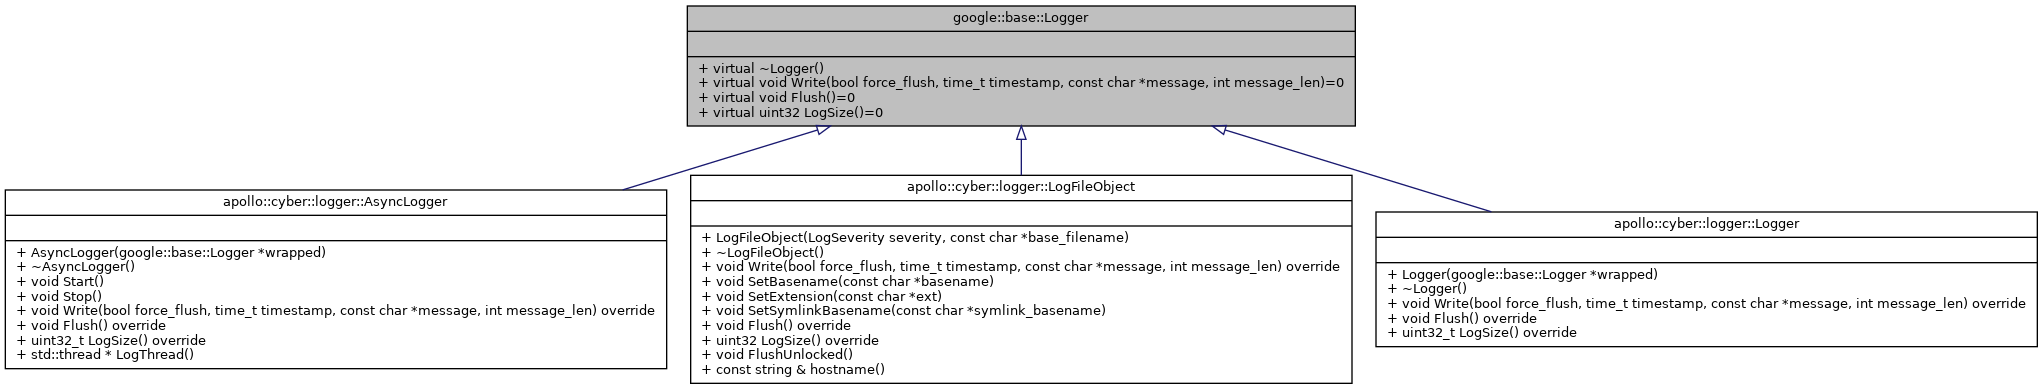 google::base::Logger
+ virtual ~Logger()
+ virtual void Write(bool force_flush, time_t timestamp, const char *message, int message_len)=0
+ virtual void Flush()=0
+ virtual uint32 LogSize()=0
apollo::cyber::logger::AsyncLogger
+ AsyncLogger(google::base::Logger *wrapped)
+ ~AsyncLogger()
+ void Start()
+ void Stop()
+ void Write(bool force_flush, time_t timestamp, const char *message, int message_len) override
+ void Flush() override
+ uint32_t LogSize() override
+ std::thread * LogThread()
apollo::cyber::logger::LogFileObject
+ LogFileObject(LogSeverity severity, const char *base_filename)
+ ~LogFileObject()
+ void Write(bool force_flush, time_t timestamp, const char *message, int message_len) override
+ void SetBasename(const char *basename)
+ void SetExtension(const char *ext)
+ void SetSymlinkBasename(const char *symlink_basename)
+ void Flush() override
+ uint32 LogSize() override
+ void FlushUnlocked()
+ const string & hostname()
apollo::cyber::logger::Logger
+ Logger(google::base::Logger *wrapped)
+ ~Logger()
+ void Write(bool force_flush, time_t timestamp, const char *message, int message_len) override
+ void Flush() override
+ uint32_t LogSize() override